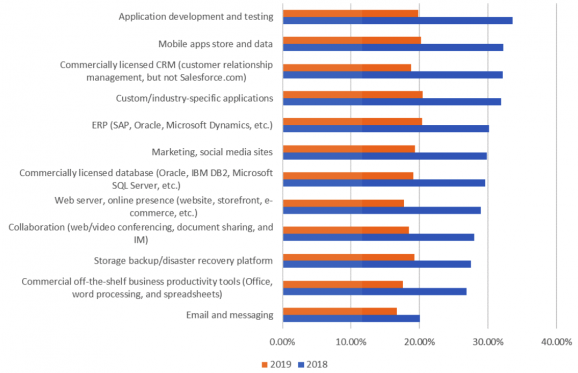 Application development and testing
Mobile apps store and data
Commercially licensed CRM (customer relationship
management, but not Salesforce.com)
Custom/industry-specific applications
ERP (SAP, Oracle, Microsoft Dynamics, etc.)
Marketing, social media sites
Commercially licensed database (Oracle, IBM DB2, Microsoft
SQL Server, etc.)
Web server, online presence (website, storefront, e-
commerce, etc.)
Collaboration (web/video conferencing, document sharing, and
IM)
Storage backup/disaster recovery platform
Commercial off-the-shelf business productivity tools (Office,
word processing, and spreadsheets)
Email and messaging
0.00% 10.00% 20.00% 30.00% 40.00%
2019 2018